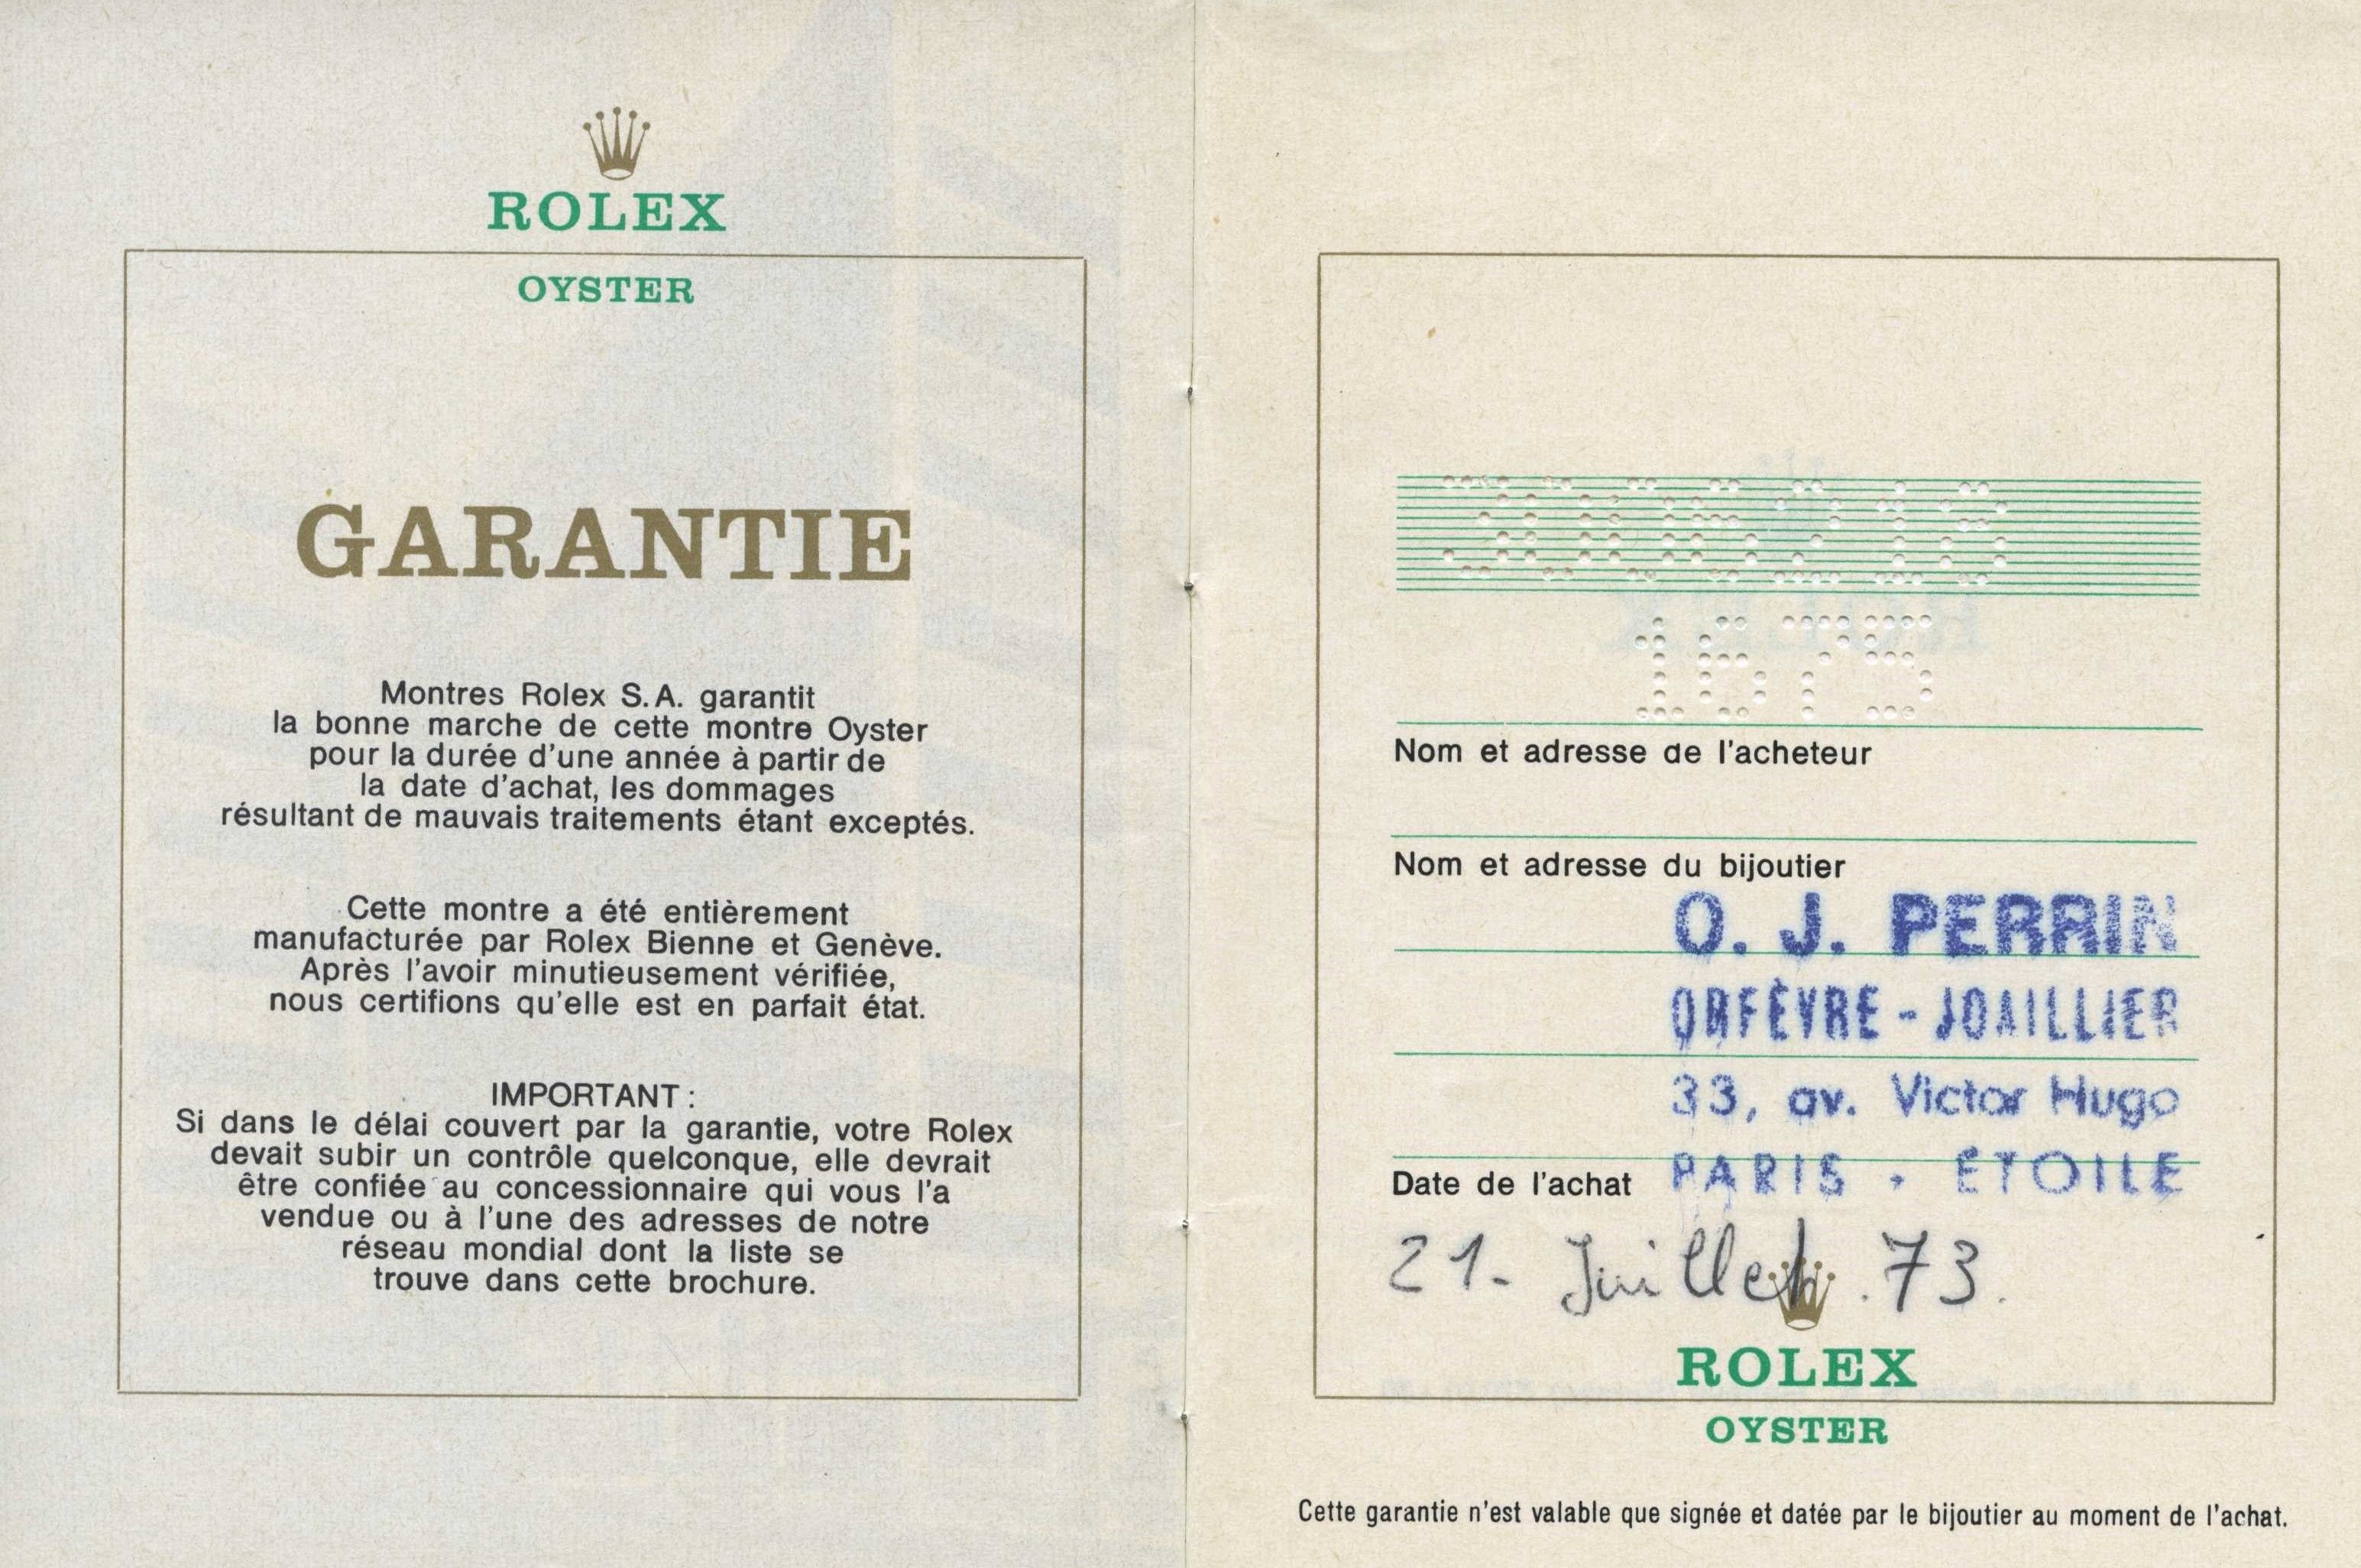 ROLEX
OYSTER
GARANTIE
Montres Rolex S.A. garantit
la bonne marche de cette montre Oyster
pour la durée d'une année à partir de
la date d'achat, les dommages
résultant de mauvais traitements étant exceptés.
Cette montre a été entièrement
manufacturée par Rolex Bienne et Genève.
Après l'avoir minutieusement vérifiée,
nous certifions qu'elle est en parfait état.
IMPORTANT :
Si dans le délai couvert par la garantie, votre Rolex
devait subir un contrôle quelconque, elle devrait
être confiée au concessionnaire qui vous l'a
vendue ou à l'une des adresses de notre
réseau mondial dont la liste se
trouve dans cette brochure.
3006218
1675
Nom et adresse de l'acheteur
Nom et adresse du bijoutier
O. J. PERRIN
ORFÈVRE - JOAILLIER
33, av. Victor Hugo
Date de l'achat PARIS - ÉTOILE
21- Juillet .73.
ROLEX
OYSTER
Cette garantie n'est valable que signée et datée par le bijoutier au moment de l'achat.